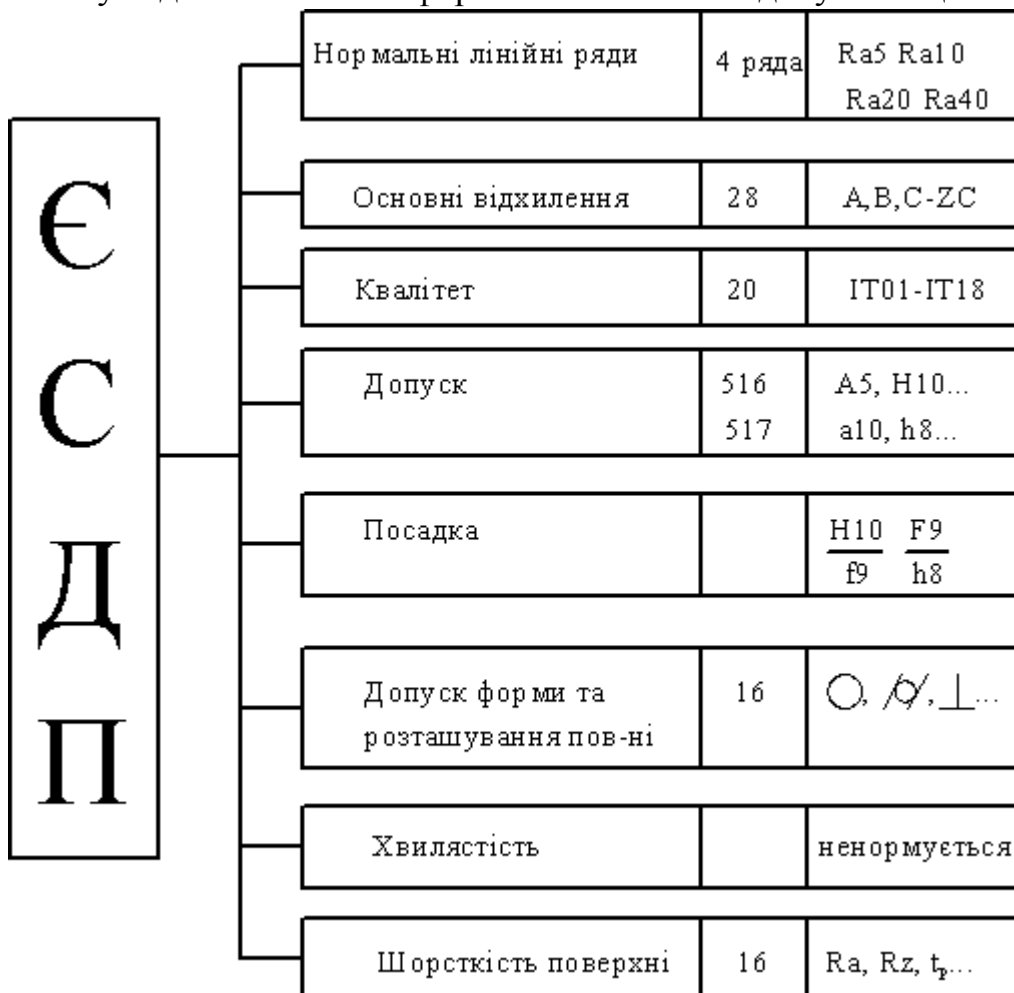 Є
С
Д
П
Нормальні лінійні ряди 4 ряда Ra5 Ra10
Ra20 Ra40
Основні відхилення 28 A,B,C-ZC
Квалітет 20 IT01-IT18
Допуск 516 A5, H10...
517 a10, h8...
Посадка H10 F9
f9 h8
Допуск форми та 16 ...
розташування пов-ні
Хвилястість ненормується
Шорсткість поверхні 16 Ra, Rz, tp...